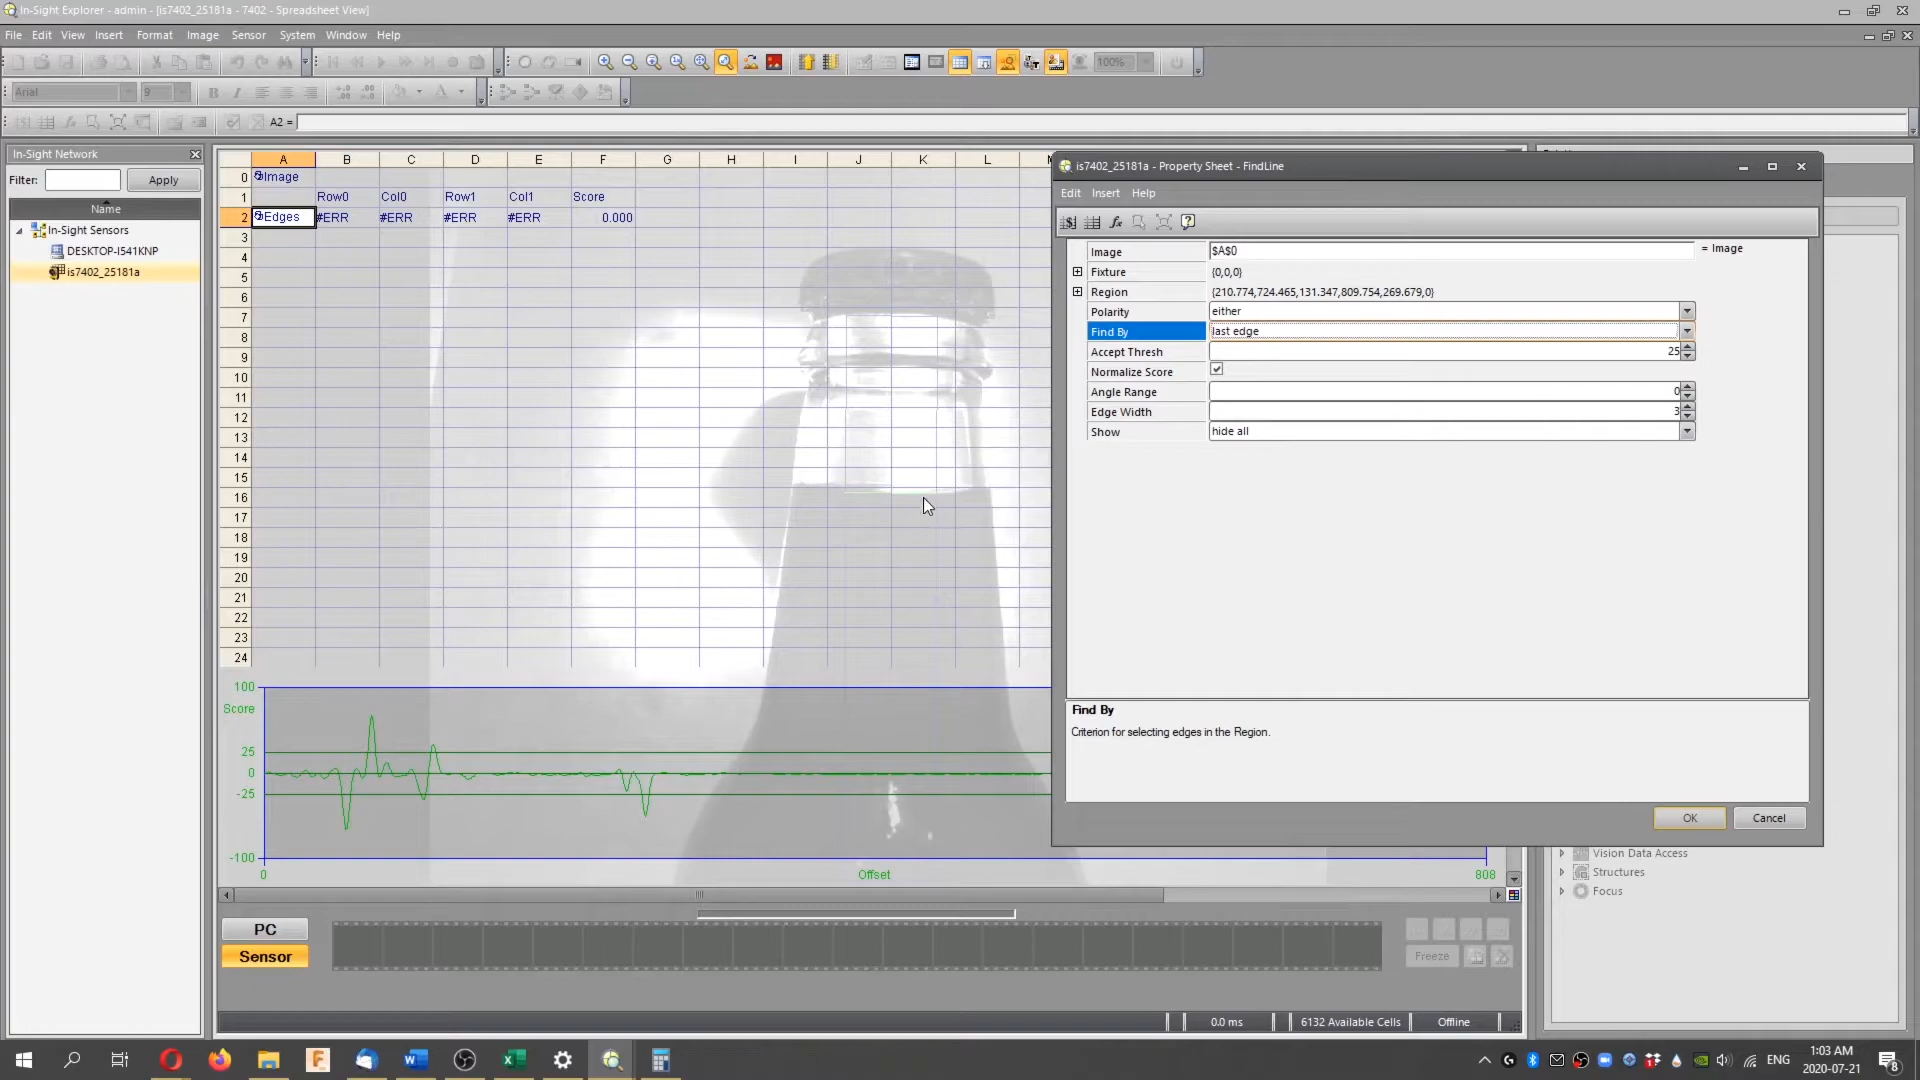 In-Sight Explorer - admin - [is7402_25181a - 7402 - Spreadsheet View]
File Edit View Insert Format Image Sensor System Window Help
100%
Arial 9
A2 =
In-Sight Network
Filter: Apply
Name
In-Sight Sensors
DESKTOP-I541KNP
is7402_25181a
A B C D E F G H I J K L
0 Image
1 Row0 Col0 Row1 Col1 Score
2 Edges #ERR #ERR #ERR #ERR 0.000
3
4
5
6
7
8
9
10
11
12
13
14
15
16
17
18
19
20
21
22
23
24
100
Score
25
0
-25
-100
0 Offset 808
is7402_25181a - Property Sheet - FindLine
Edit Insert Help
Image $A$0 = Image
Fixture {0,0,0}
Region {210.774,724.465,131.347,809.754,269.679,0}
Polarity either
Find By last edge
Accept Thresh 25
Normalize Score
Angle Range 0
Edge Width 3
Show hide all
Find By
Criterion for selecting edges in the Region.
OK Cancel
Vision Data Access
Structures
Focus
PC
Sensor
Freeze
0.0 ms 6132 Available Cells Offline
ENG 1:03 AM
2020-07-21
8